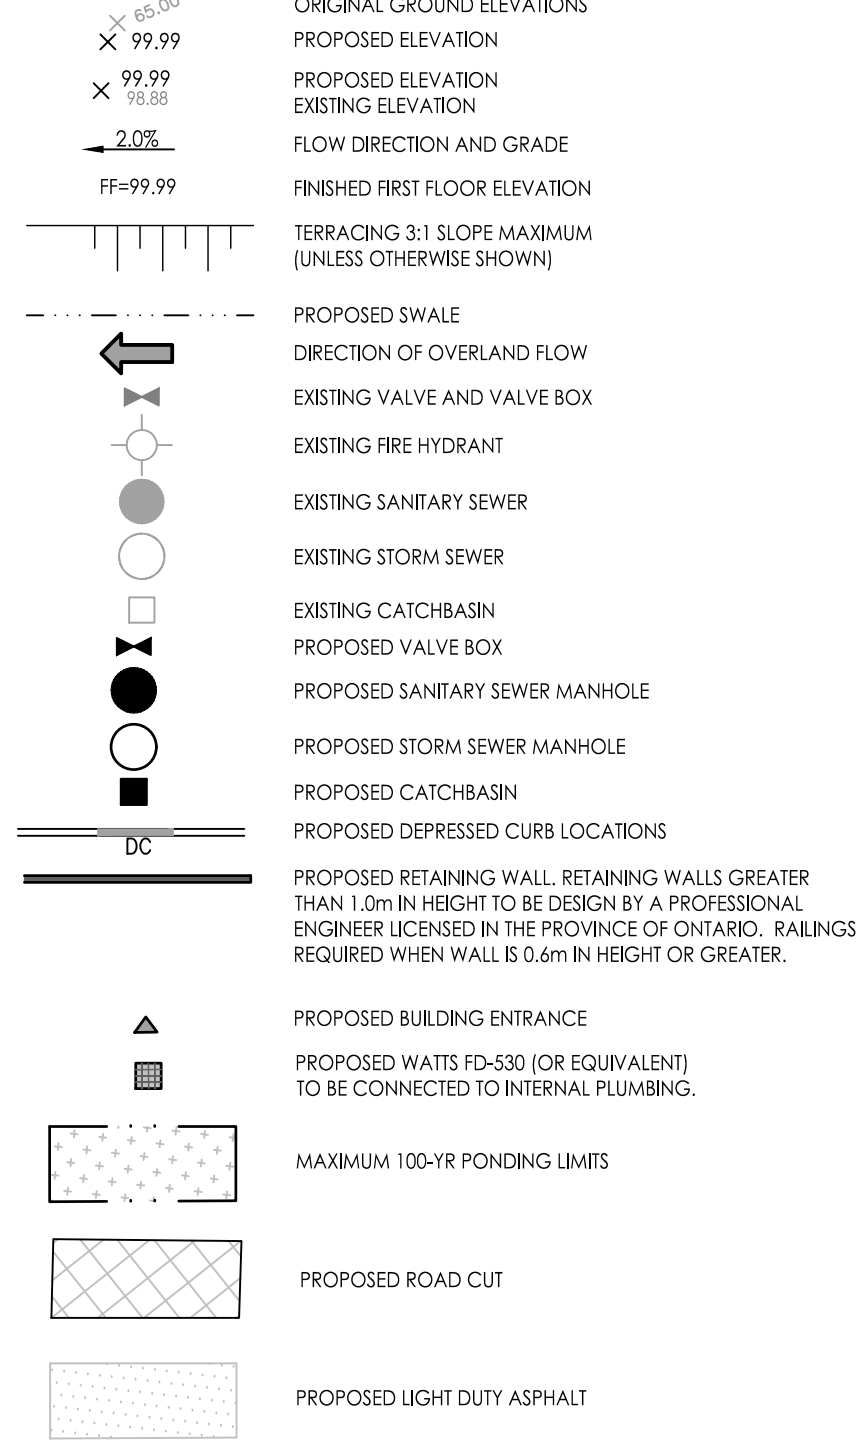 65.00 ORIGINAL GROUND ELEVATIONS
99.99 PROPOSED ELEVATION
99.99 PROPOSED ELEVATION
98.88 EXISTING ELEVATION
2.0% FLOW DIRECTION AND GRADE
FF=99.99 FINISHED FIRST FLOOR ELEVATION
TERRACING 3:1 SLOPE MAXIMUM
(UNLESS OTHERWISE SHOWN)
PROPOSED SWALE
DIRECTION OF OVERLAND FLOW
EXISTING VALVE AND VALVE BOX
EXISTING FIRE HYDRANT
EXISTING SANITARY SEWER
EXISTING STORM SEWER
EXISTING CATCHBASIN
PROPOSED VALVE BOX
PROPOSED SANITARY SEWER MANHOLE
PROPOSED STORM SEWER MANHOLE
PROPOSED CATCHBASIN
PROPOSED DEPRESSED CURB LOCATIONS
DC
PROPOSED RETAINING WALL. RETAINING WALLS GREATER
THAN 1.0m IN HEIGHT TO BE DESIGN BY A PROFESSIONAL
ENGINEER LICENSED IN THE PROVINCE OF ONTARIO. RAILINGS
REQUIRED WHEN WALL IS 0.6m IN HEIGHT OR GREATER.
PROPOSED BUILDING ENTRANCE
PROPOSED WATTS FD-530 (OR EQUIVALENT)
TO BE CONNECTED TO INTERNAL PLUMBING.
MAXIMUM 100-YR PONDING LIMITS
PROPOSED ROAD CUT
PROPOSED LIGHT DUTY ASPHALT